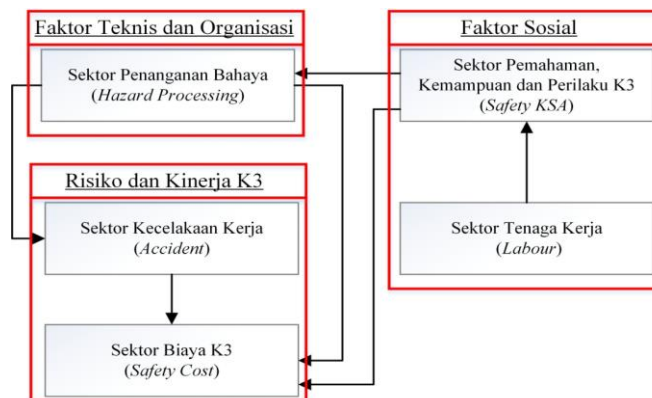 Faktor Teknis dan Organisasi
Sektor Penanganan Bahaya
(Hazard Processing)
Risiko dan Kinerja K3
Sektor Kecelakaan Kerja
(Accident)
Sektor Biaya K3
(Safety Cost)
Faktor Sosial
Sektor Pemahaman,
Kemampuan dan Perilaku K3
(Safety KSA)
Sektor Tenaga Kerja
(Labour)